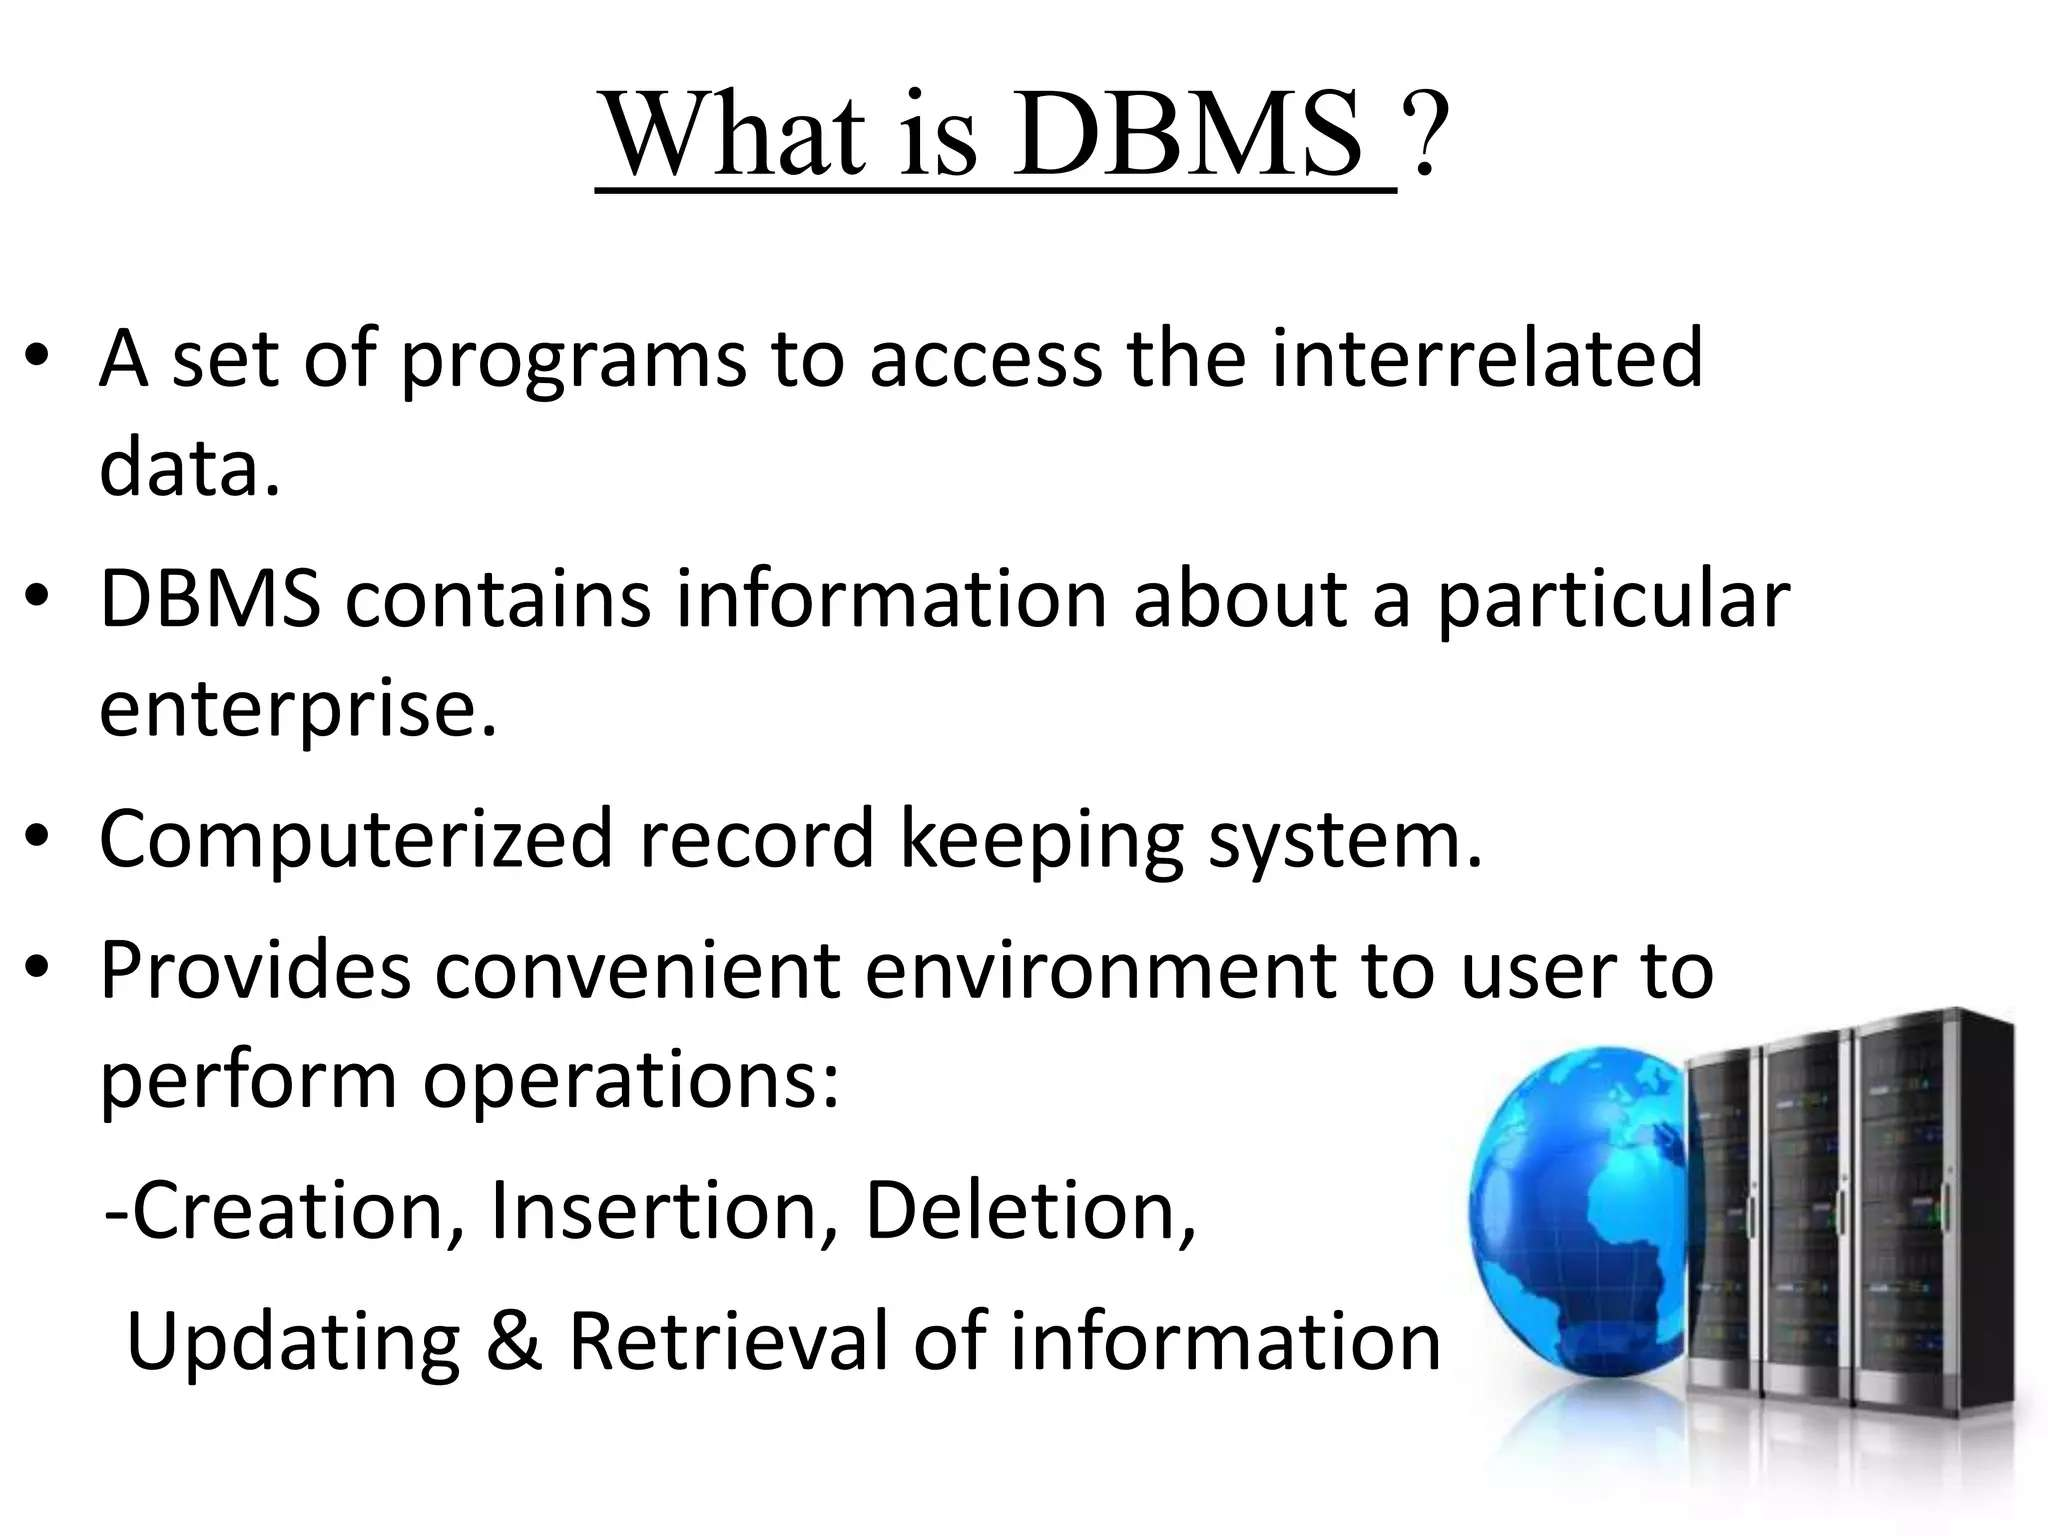 What is DBMS ?
• A set of programs to access the interrelated
data.
• DBMS contains information about a particular
enterprise.
• Computerized record keeping system.
• Provides convenient environment to user to
perform operations:
-Creation, Insertion, Deletion,
Updating & Retrieval of information